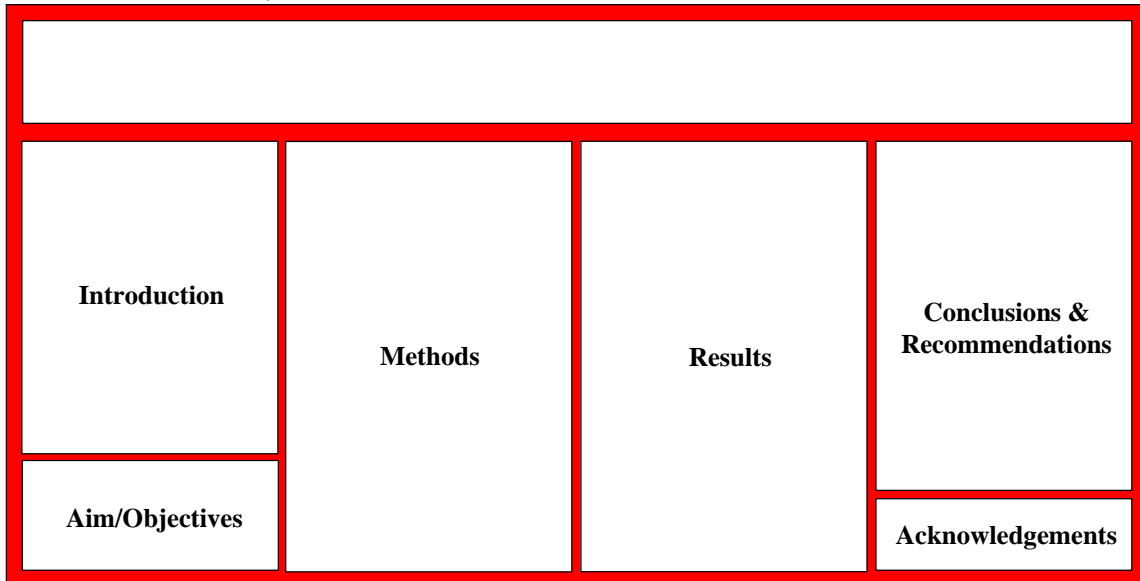 Introduction
Aim/Objectives
Methods
Results
Conclusions &
Recommendations
Acknowledgements